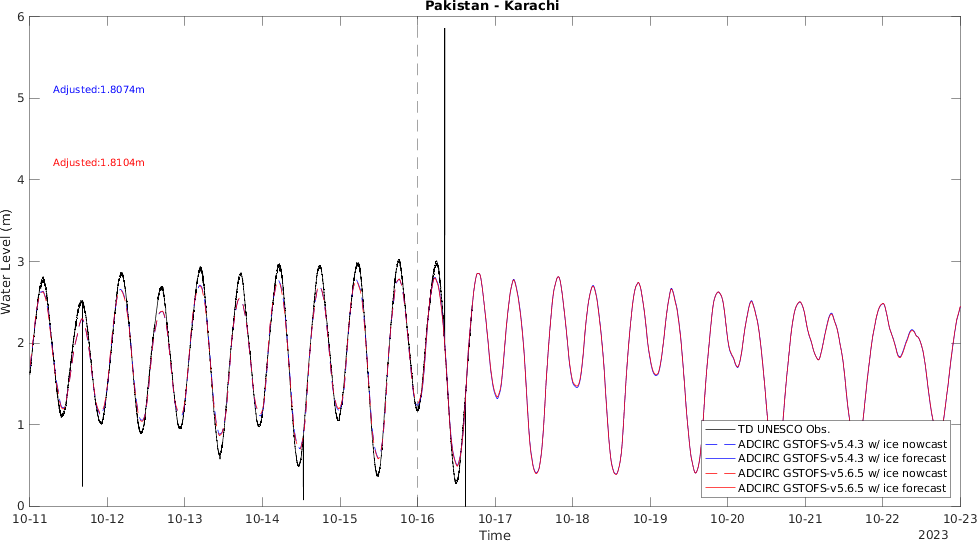 Pakistan - Karachi
6
5
4
3
2
1
0
Water Level (m)
Adjusted:1.8074m
Adjusted:1.8104m
TD UNESCO Obs.
ADCIRC GSTOFS-v5.4.3 w/ ice nowcast
ADCIRC GSTOFS-v5.4.3 w/ ice forecast
ADCIRC GSTOFS-v5.6.5 w/ ice nowcast
ADCIRC GSTOFS-v5.6.5 w/ ice forecast
10-11 10-12 10-13 10-14 10-15 10-16 10-17 10-18 10-19 10-20 10-21 10-22 10-23
Time
2023